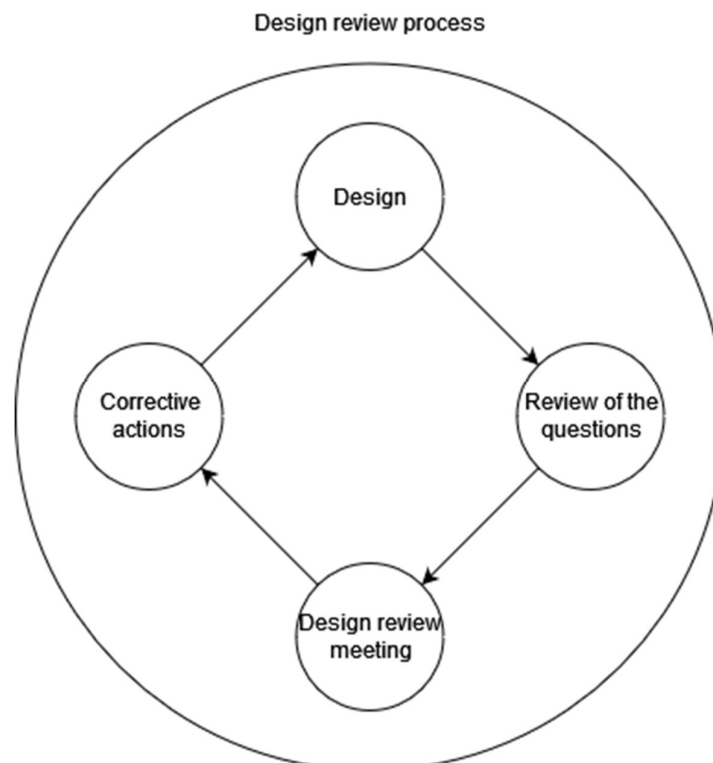 Design review process
Design
Corrective
actions
Review of the
questions
Design review
meeting